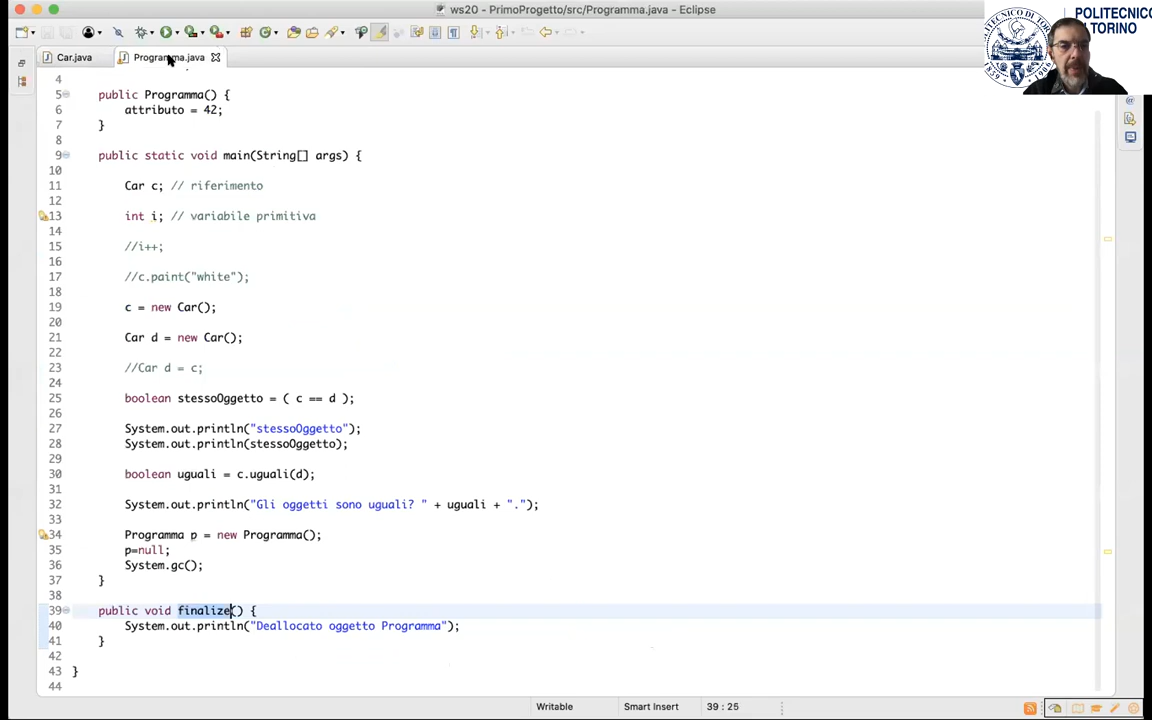 ws20 - PrimoProgetto/src/Programma.java - Eclipse
POLITECNICO
DI TORINO
1859
1906
Car.java
Programma.java
4
5 public Programma() {
6 attributo = 42;
7 }
8
9 public static void main(String[] args) {
10
11 Car c; // riferimento
12
13 int i; // variabile primitiva
14
15 //i++;
16
17 //c.paint("white");
18
19 c = new Car();
20
21 Car d = new Car();
22
23 //Car d = c;
24
25 boolean stessoOggetto = ( c == d );
26
27 System.out.println("stessoOggetto");
28 System.out.println(stessoOggetto);
29
30 boolean uguali = c.uguali(d);
31
32 System.out.println("Gli oggetti sono uguali? " + uguali + ".");
33
34 Programma p = new Programma();
35 p=null;
36 System.gc();
37 }
38
39 public void finalize() {
40 System.out.println("Deallocato oggetto Programma");
41 }
42
43 }
44
Writable
Smart Insert
39 : 25